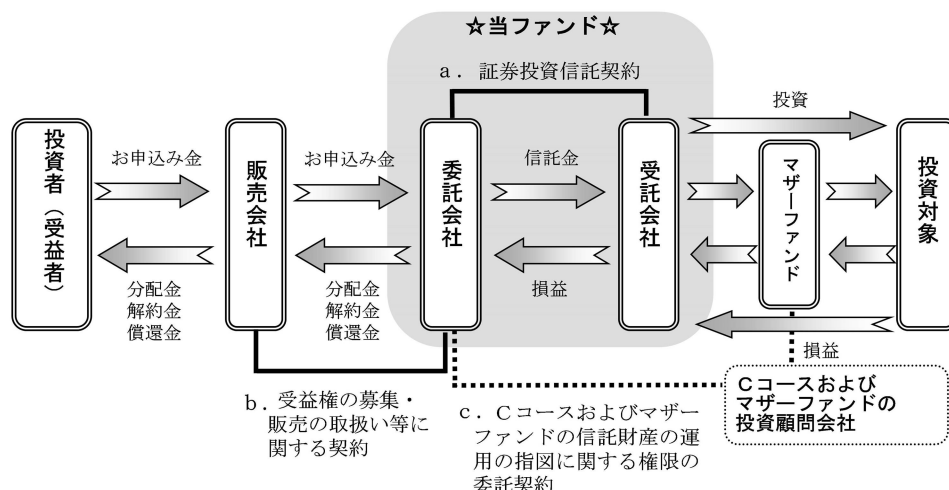 ☆当ファンド☆
a．証券投資信託契約
投資
投資者（受益者）
お申込み金
分配金
解約金
償還金
販売会社
お申込み金
分配金
解約金
償還金
委託会社
信託金
損益
受託会社
マザーファンド
投資対象
損益
b．受益権の募集・
販売の取扱い等に
関する契約
c．Cコースおよびマザー
ファンドの信託財産の運
用の指図に関する権限の
委託契約
Cコースおよび
マザーファンドの
投資顧問会社